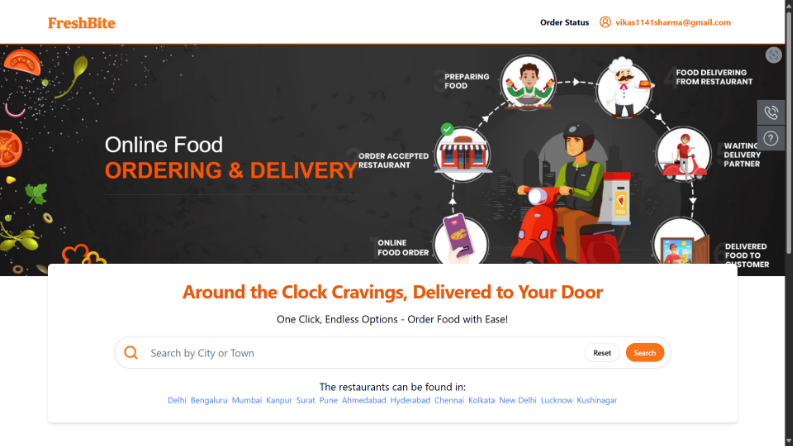 FreshBite
Order Status
vikas1141sharma@gmail.com
Online Food
ORDERING & DELIVERY
PREPARING
FOOD
FOOD DELIVERING
FROM RESTAURANT
ORDER ACCEPTED
RESTAURANT
WAITING
DELIVERY
PARTNER
ONLINE
FOOD ORDER
DELIVERED
FOOD TO
CUSTOMER
Around the Clock Cravings, Delivered to Your Door
One Click, Endless Options - Order Food with Ease!
Search by City or Town
Reset
Search
The restaurants can be found in:
Delhi Bengaluru Mumbai Kanpur Surat Pune Ahmedabad Hyderabad Chennai Kolkata New Delhi Lucknow Kushinagar